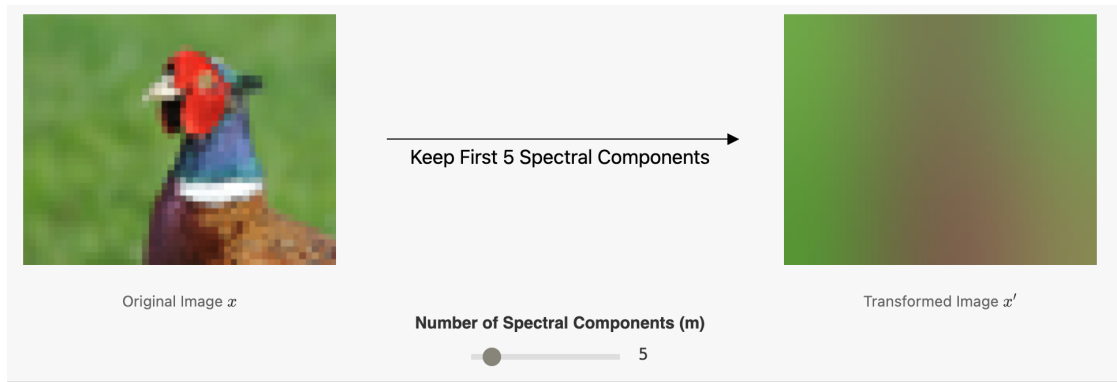 Keep First 5 Spectral Components
Original Image x
Transformed Image x′
Number of Spectral Components (m)
5